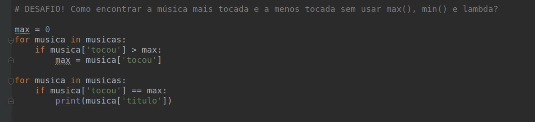 # DESAFIO! Como encontrar a música mais tocada e a menos tocada sem usar max(), min() e lambda?
max = 0
for musica in musicas:
if musica['tocou'] > max:
max = musica['tocou']
for musica in musicas:
if musica['tocou'] == max:
print(musica['titulo'])